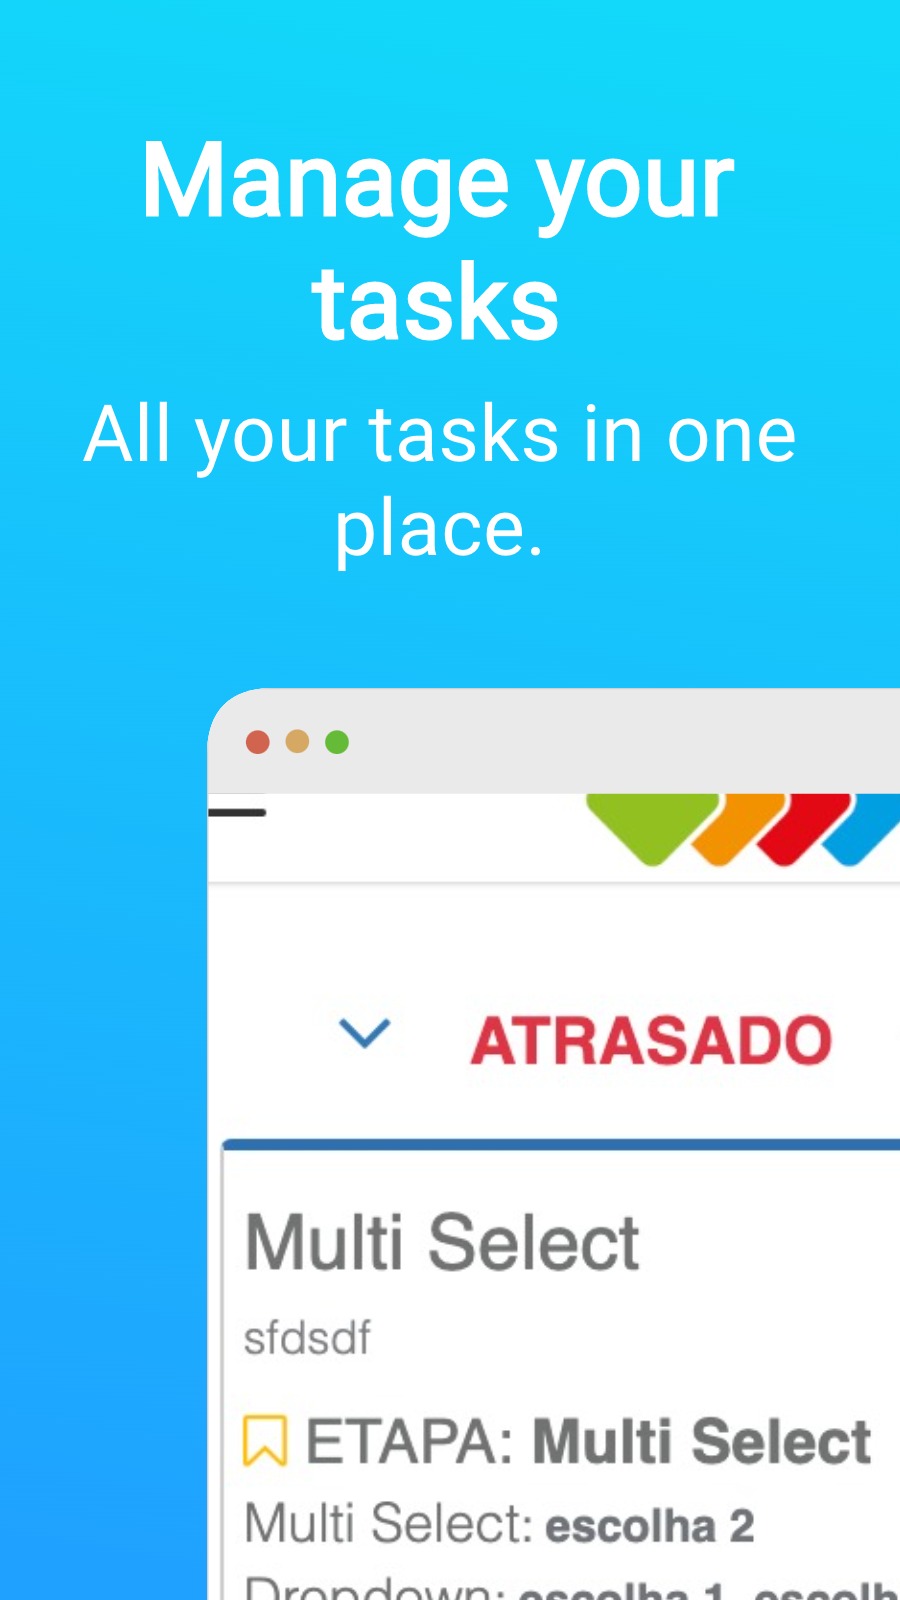 Manage your
tasks
All your tasks in one
place.
ATRASADO
Multi Select
sfdsdf
ETAPA: Multi Select
Multi Select: escolha 2
Dropdown: escolha 1, escolh